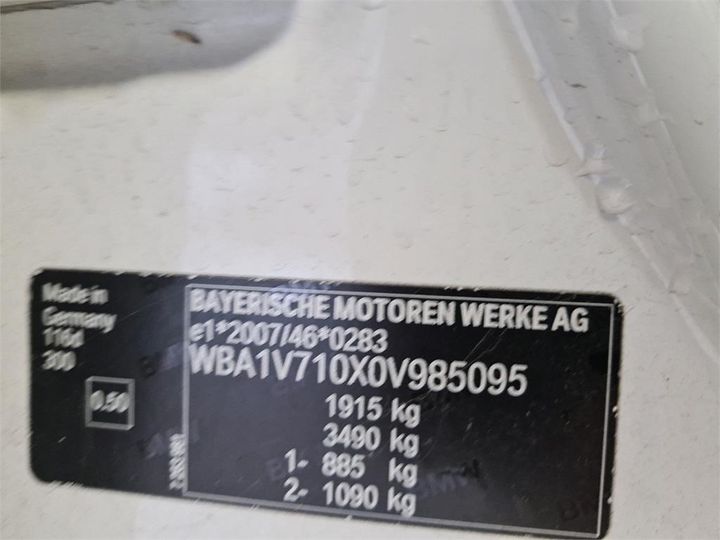 Made in
Germany
116d
300
0.50
BAYERISCHE MOTOREN WERKE AG
e1*2007/46*0283
WBA1V710X0V985095
1915 kg
3490 kg
1- 885 kg
2- 1090 kg
BMW